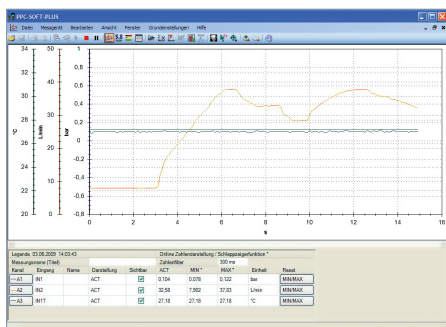 PPC-SOFT-PLUS
Datei Messgerät Bearbeiten Ansicht Fenster Grundeinstellungen Hilfe
34 50 1
32 0,8
0,6
30 40
0,4
28 30 0,2
°C L/min bar
26 0
20 -0,2
24
-0,4
22 10 -0,6
-0,8
20 0
0 2 4 6 8 10 12 14 16
s
Legende 03.06.2009 14:03:43 Online Zahlendarstellung / Schleppzeigerfunktion *
Messungsname (Titel) Zahlenfilter 300 ms
Kanal Eingang Name Darstellung Sichtbar ACT MIN * MAX * Einheit Reset
A1 IN1 ACT 0,104 0,078 0,122 bar MIN/MAX
A2 IN2 ACT 32,58 7,902 37,83 L/min MIN/MAX
A3 IN1T ACT 27,18 27,18 27,18 °C MIN/MAX